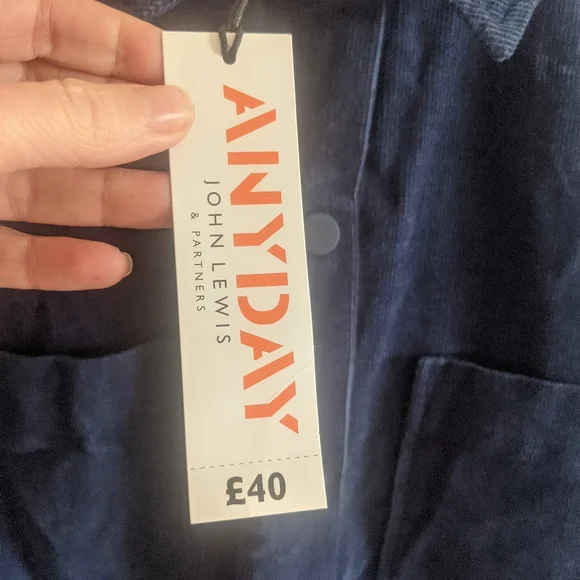 ANYDAY
JOHN LEWIS
& PARTNERS
£40